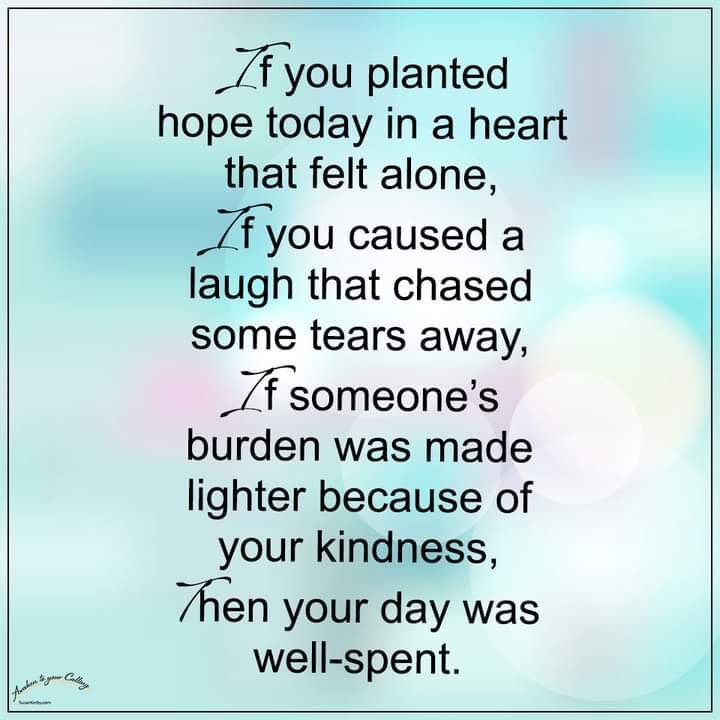 If you planted
hope today in a heart
that felt alone,
If you caused a
laugh that chased
some tears away,
If someone’s
burden was made
lighter because of
your kindness,
Then your day was
well-spent.
Awaken to your Calling